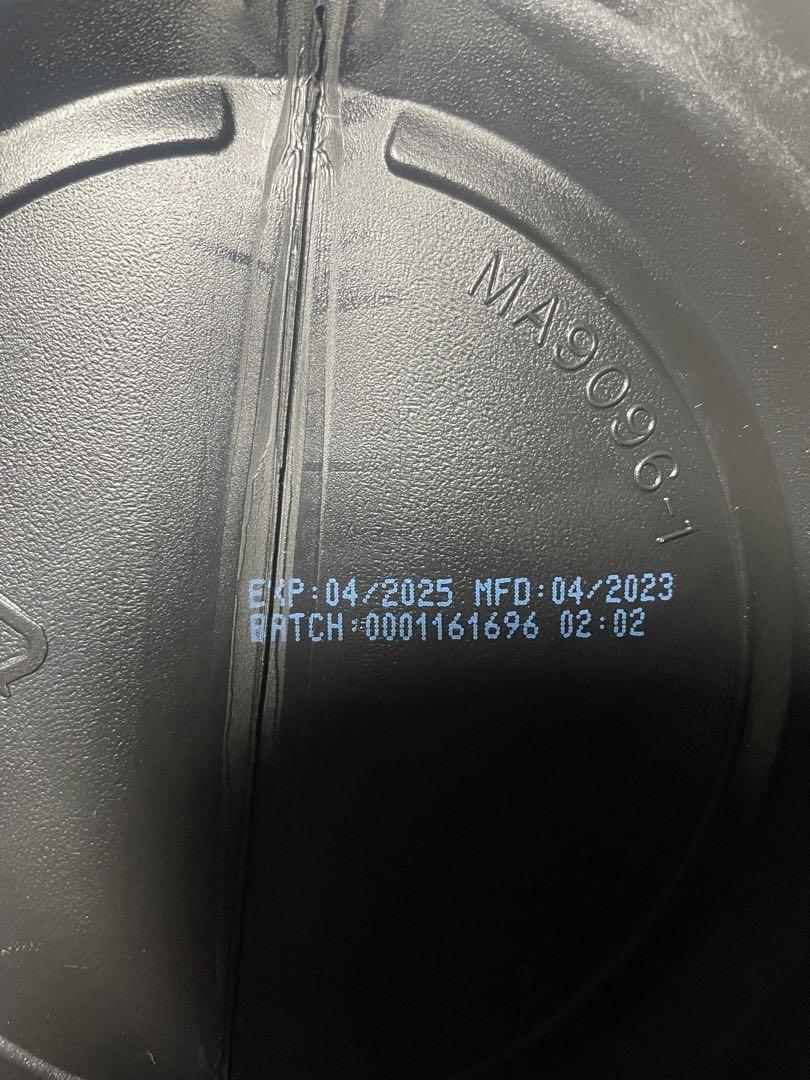 MA9096-1
EXP:04/2025 MFD:04/2023
BATCH:0001161696 02:02